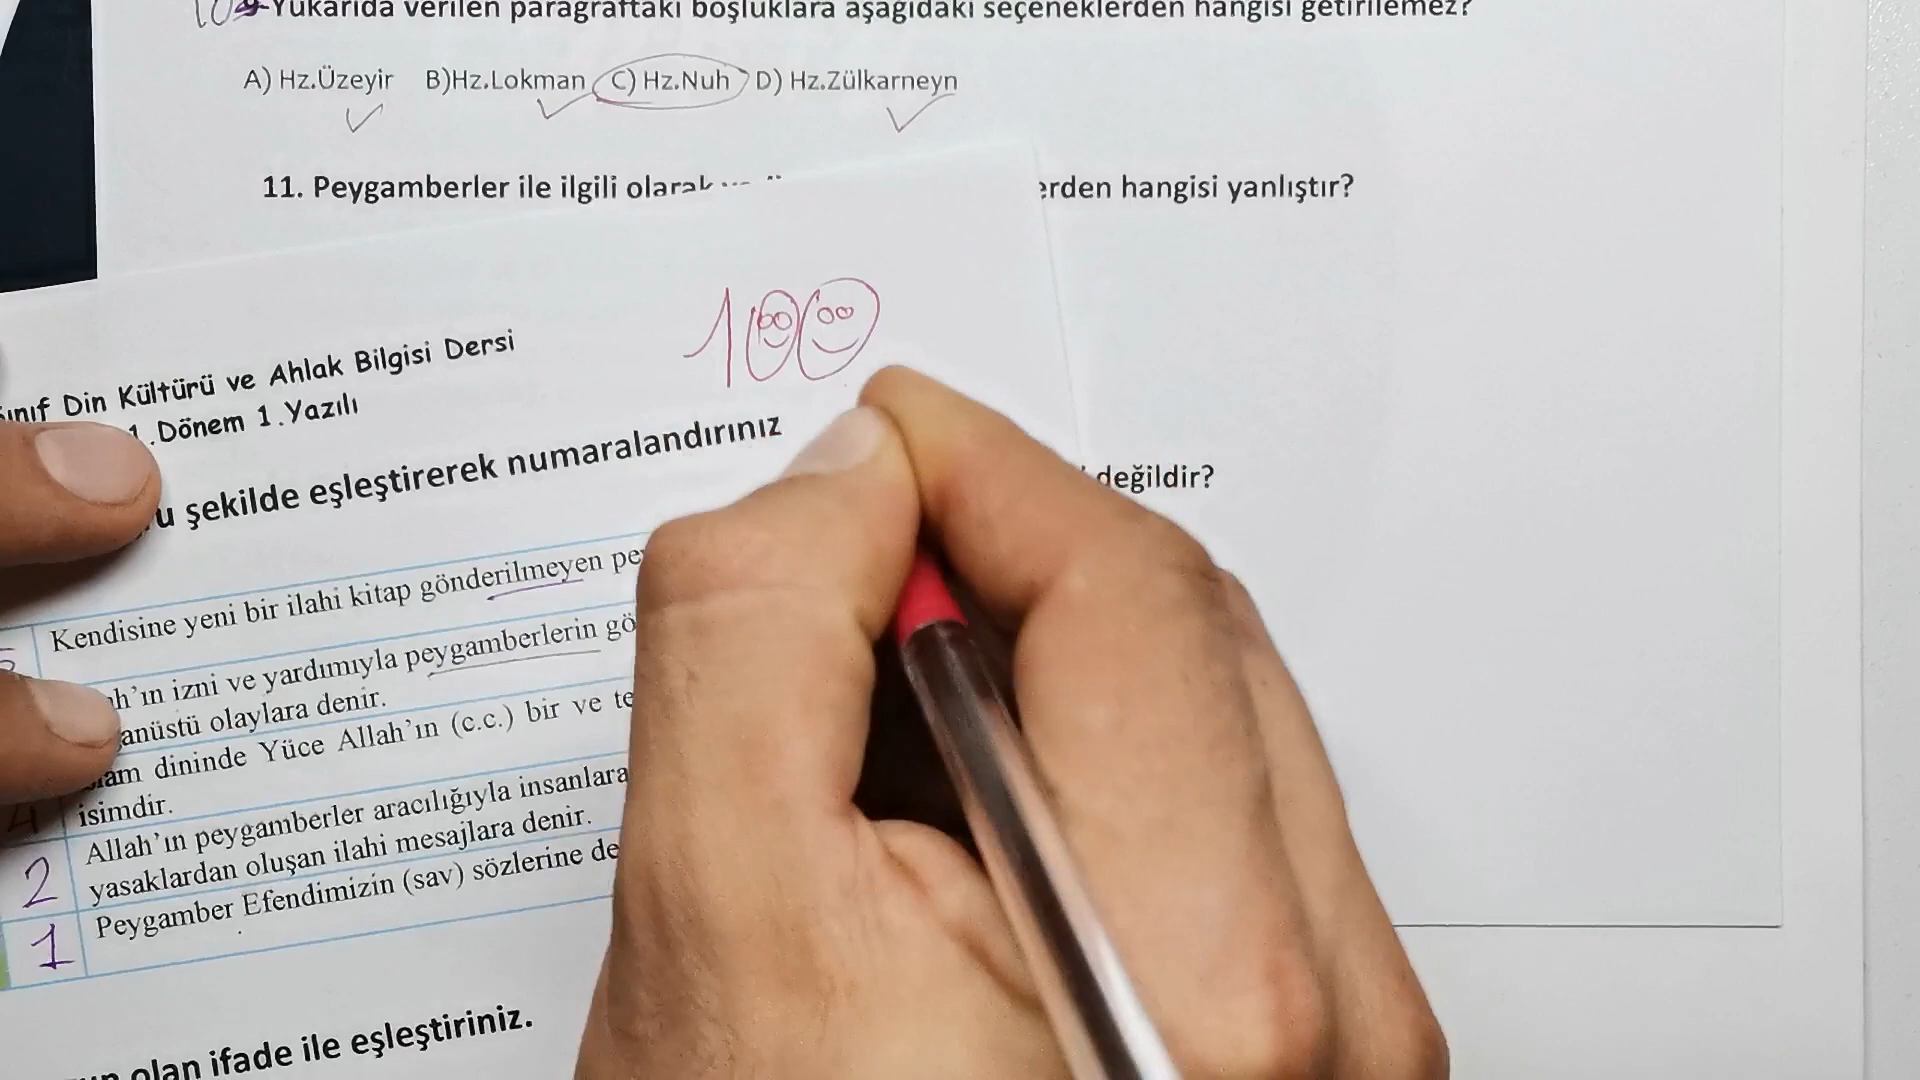 10. Yukarıda verilen paragraftaki boşluklara aşağıdaki seçeneklerden hangisi getirilemez?
A) Hz.Üzeyir B)Hz.Lokman C) Hz.Nuh D) Hz.Zülkarneyn
11. Peygamberler ile ilgili olarak erden hangisi yanlıştır?
100
ınıf Din Kültürü ve Ahlak Bilgisi Dersi
1.Dönem 1.Yazılı
u şekilde eşleştirerek numaralandırınız
değildir?
Kendisine yeni bir ilahi kitap gönderilmeyen pe
h'ın izni ve yardımıyla peygamberlerin gö
anüstü olaylara denir.
am dininde Yüce Allah'ın (c.c.) bir ve te
isimdir.
4
Allah'ın peygamberler aracılığıyla insanlara
yasaklardan oluşan ilahi mesajlara denir.
2
Peygamber Efendimizin (sav) sözlerine de
1
olan ifade ile eşleştiriniz.